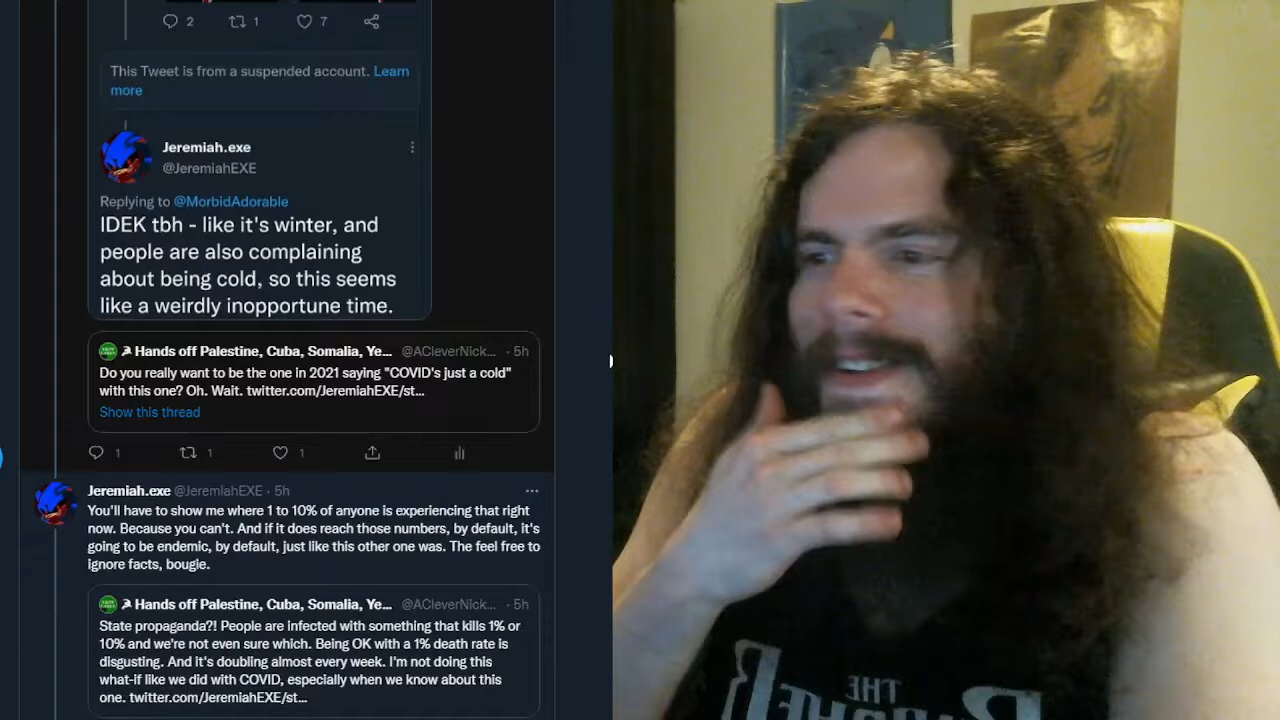 2 1 7
This Tweet is from a suspended account. Learn
more
Jeremiah.exe
@JeremiahEXE
Replying to @MorbidAdorable
IDEK tbh - like it's winter, and
people are also complaining
about being cold, so this seems
like a weirdly inopportune time.
Hands off Palestine, Cuba, Somalia, Ye... @ACleverNick... · 5h
Do you really want to be the one in 2021 saying "COVID's just a cold"
with this one? Oh. Wait. twitter.com/JeremiahEXE/st...
Show this thread
1 1 1
Jeremiah.exe @JeremIahEXE · 5h
You'll have to show me where 1 to 10% of anyone is experiencing that right
now. Because you can't. And if it does reach those numbers, by default, it's
going to be endemic, by default, just like this other one was. The feel free to
ignore facts, bougie.
Hands off Palestine, Cuba, Somalia, Ye... @ACleverNick... · 5h
State propaganda?! People are infected with something that kills 1% or
10% and we're not even sure which. Being OK with a 1% death rate is
disgusting. And it's doubling almost every week. I'm not doing this
what-if like we did with COVID, especially when we know about this
one. twitter.com/JeremiahEXE/st...
THE